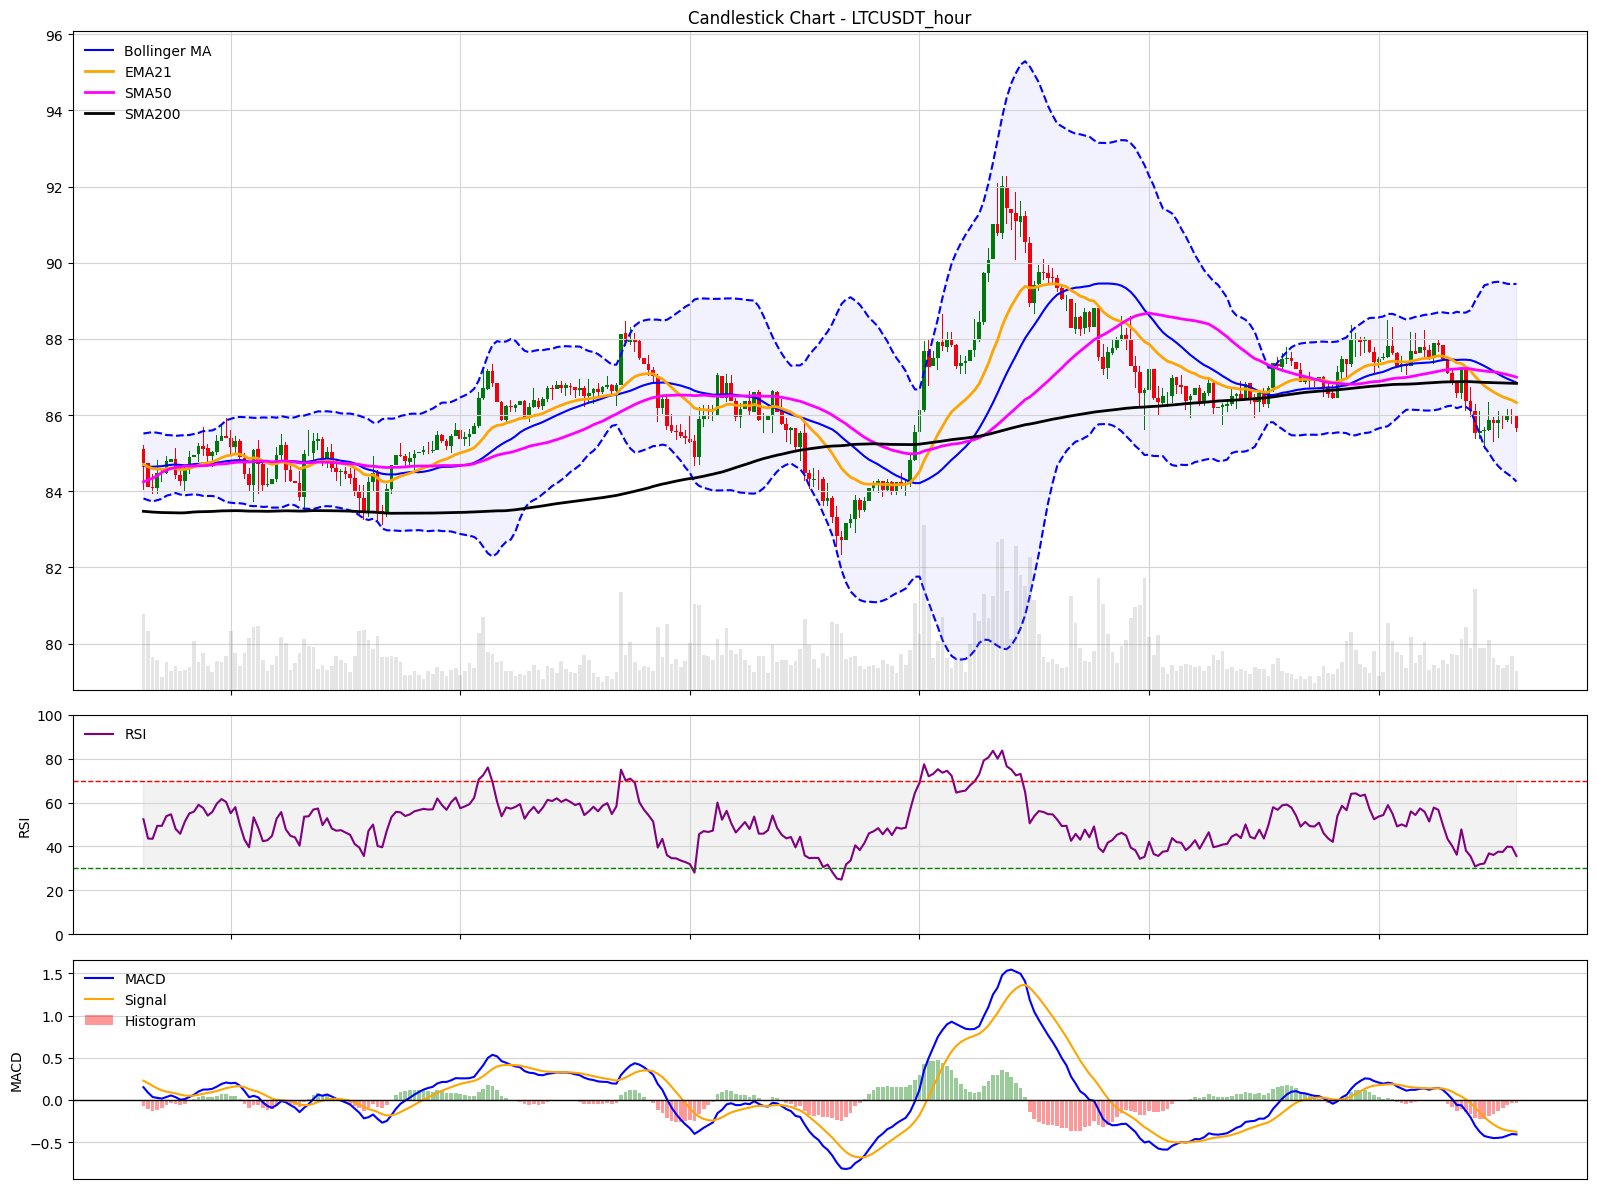 Candlestick Chart - LTCUSDT_hour
96
94
92
90
88
86
84
82
80
Bollinger MA
EMA21
SMA50
SMA200
100
80
60
40
20
0
RSI
RSI
1.5
1.0
0.5
0.0
−0.5
MACD
MACD
Signal
Histogram